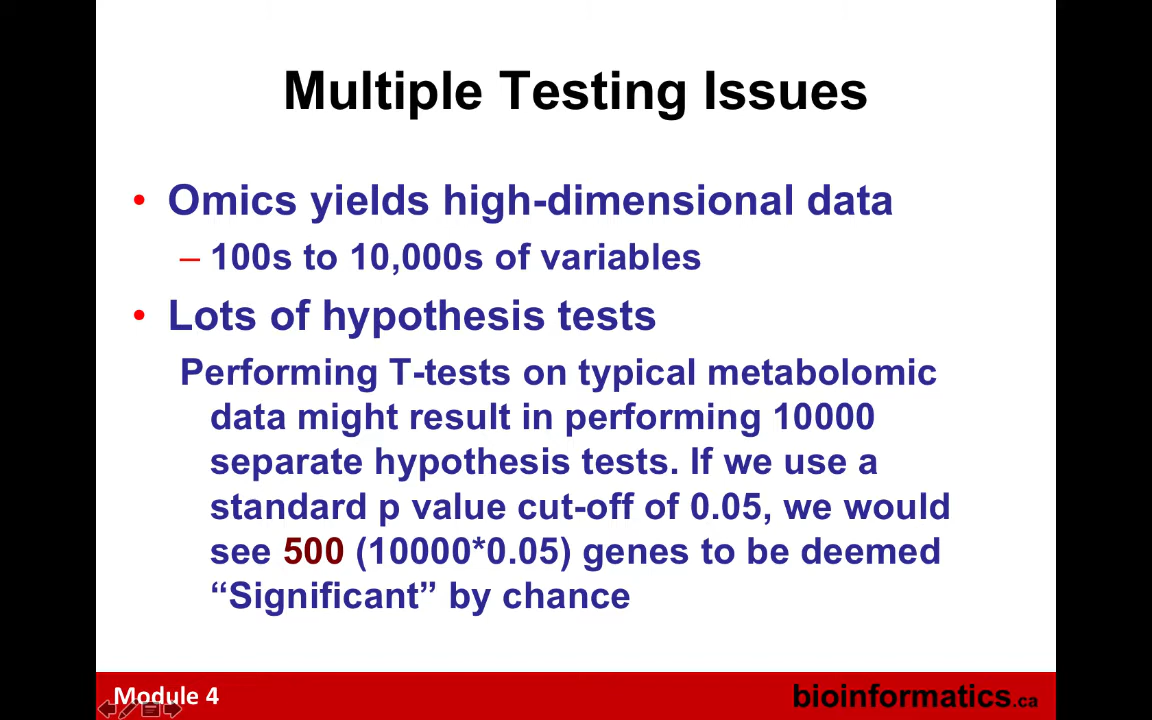 Multiple Testing Issues
• Omics yields high-dimensional data
– 100s to 10,000s of variables
• Lots of hypothesis tests
Performing T-tests on typical metabolomic
data might result in performing 10000
separate hypothesis tests. If we use a
standard p value cut-off of 0.05, we would
see 500 (10000*0.05) genes to be deemed
“Significant” by chance
Module 4
bioinformatics.ca